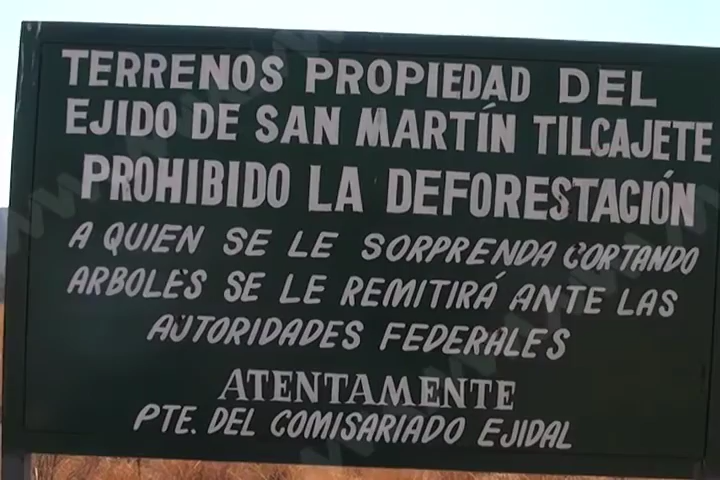 TERRENOS PROPIEDAD DEL
EJIDO DE SAN MARTÍN TILCAJETE
PROHIBIDO LA DEFORESTACIÓN
A QUIEN SE LE SORPRENDA CORTANDO
ARBOLES SE LE REMITIRÁ ANTE LAS
AUTORIDADES FEDERALES
ATENTAMENTE
PTE. DEL COMISARIADO EJIDAL